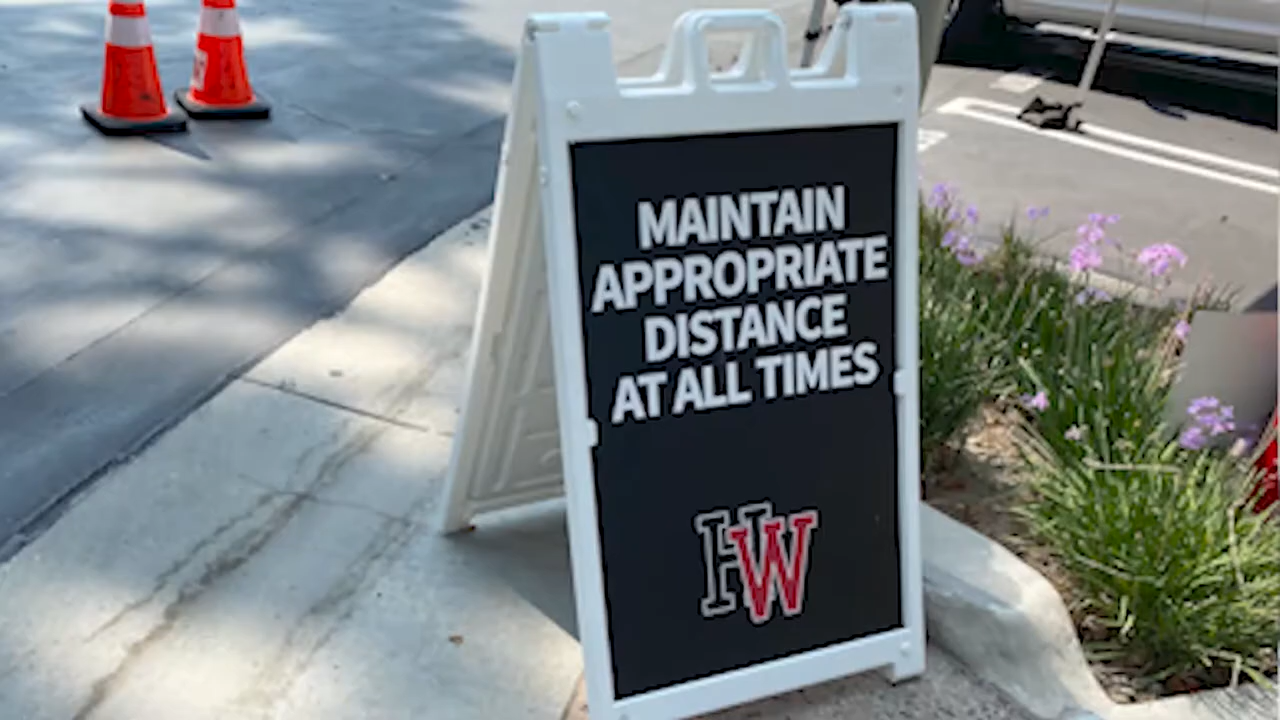 MAINTAIN
APPROPRIATE
DISTANCE
AT ALL TIMES
HW